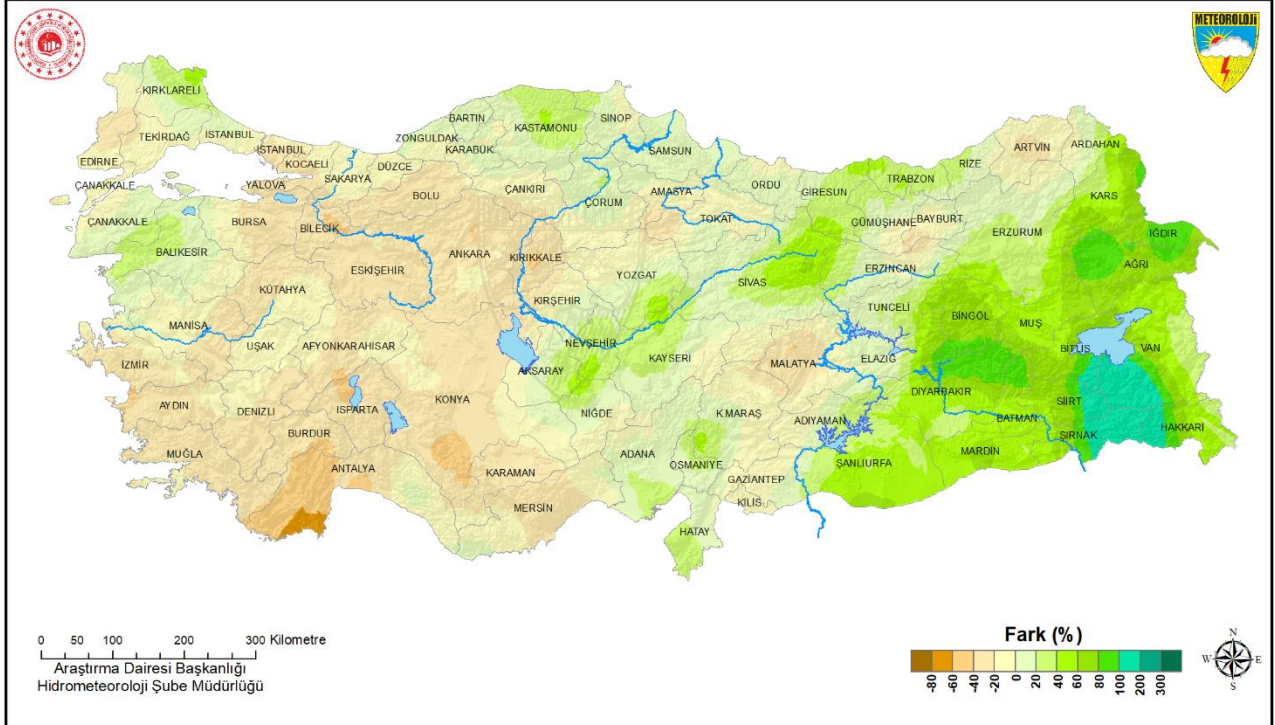 METEOROLOJİ
KIRKLARELİ
TEKİRDAĞ
İSTANBUL
EDİRNE
İSTANBUL
KOCAELİ
ÇANAKKALE
YALOVA
SAKARYA
DÜZCE
ZONGULDAK
BARTIN
KARABÜK
KASTAMONU
SİNOP
SAMSUN
ÇANAKKALE
BURSA
BİLECİK
BOLU
ÇANKIRI
ÇORUM
AMASYA
TOKAT
ORDU
GİRESUN
TRABZON
RİZE
ARTVİN
ARDAHAN
KARS
BALIKESİR
ESKİŞEHİR
ANKARA
KIRIKKALE
GÜMÜŞHANE
BAYBURT
ERZURUM
IĞDIR
AĞRI
KÜTAHYA
YOZGAT
SİVAS
ERZİNCAN
MANİSA
UŞAK
AFYONKARAHİSAR
KIRŞEHİR
TUNCELİ
BİNGÖL
MUŞ
BİTLİS
VAN
İZMİR
NEVŞEHİR
KAYSERİ
AKSARAY
MALATYA
ELAZIĞ
DİYARBAKIR
SİİRT
AYDIN
DENİZLİ
ISPARTA
KONYA
NİĞDE
K.MARAŞ
ADIYAMAN
BATMAN
ŞIRNAK
HAKKARİ
MUĞLA
BURDUR
ANTALYA
KARAMAN
ADANA
OSMANİYE
GAZİANTEP
ŞANLIURFA
MARDİN
MERSİN
KİLİS
HATAY
0 50 100 200 300 Kilometre
Araştırma Dairesi Başkanlığı
Hidrometeoroloji Şube Müdürlüğü
Fark (%)
-80 -60 -40 -20 0 20 40 60 80 100 200 300
N
W E
S